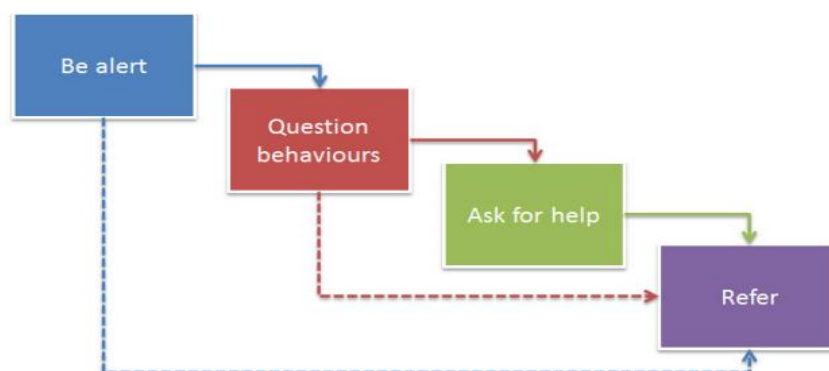 Be alert
Question
behaviours
Ask for help
Refer